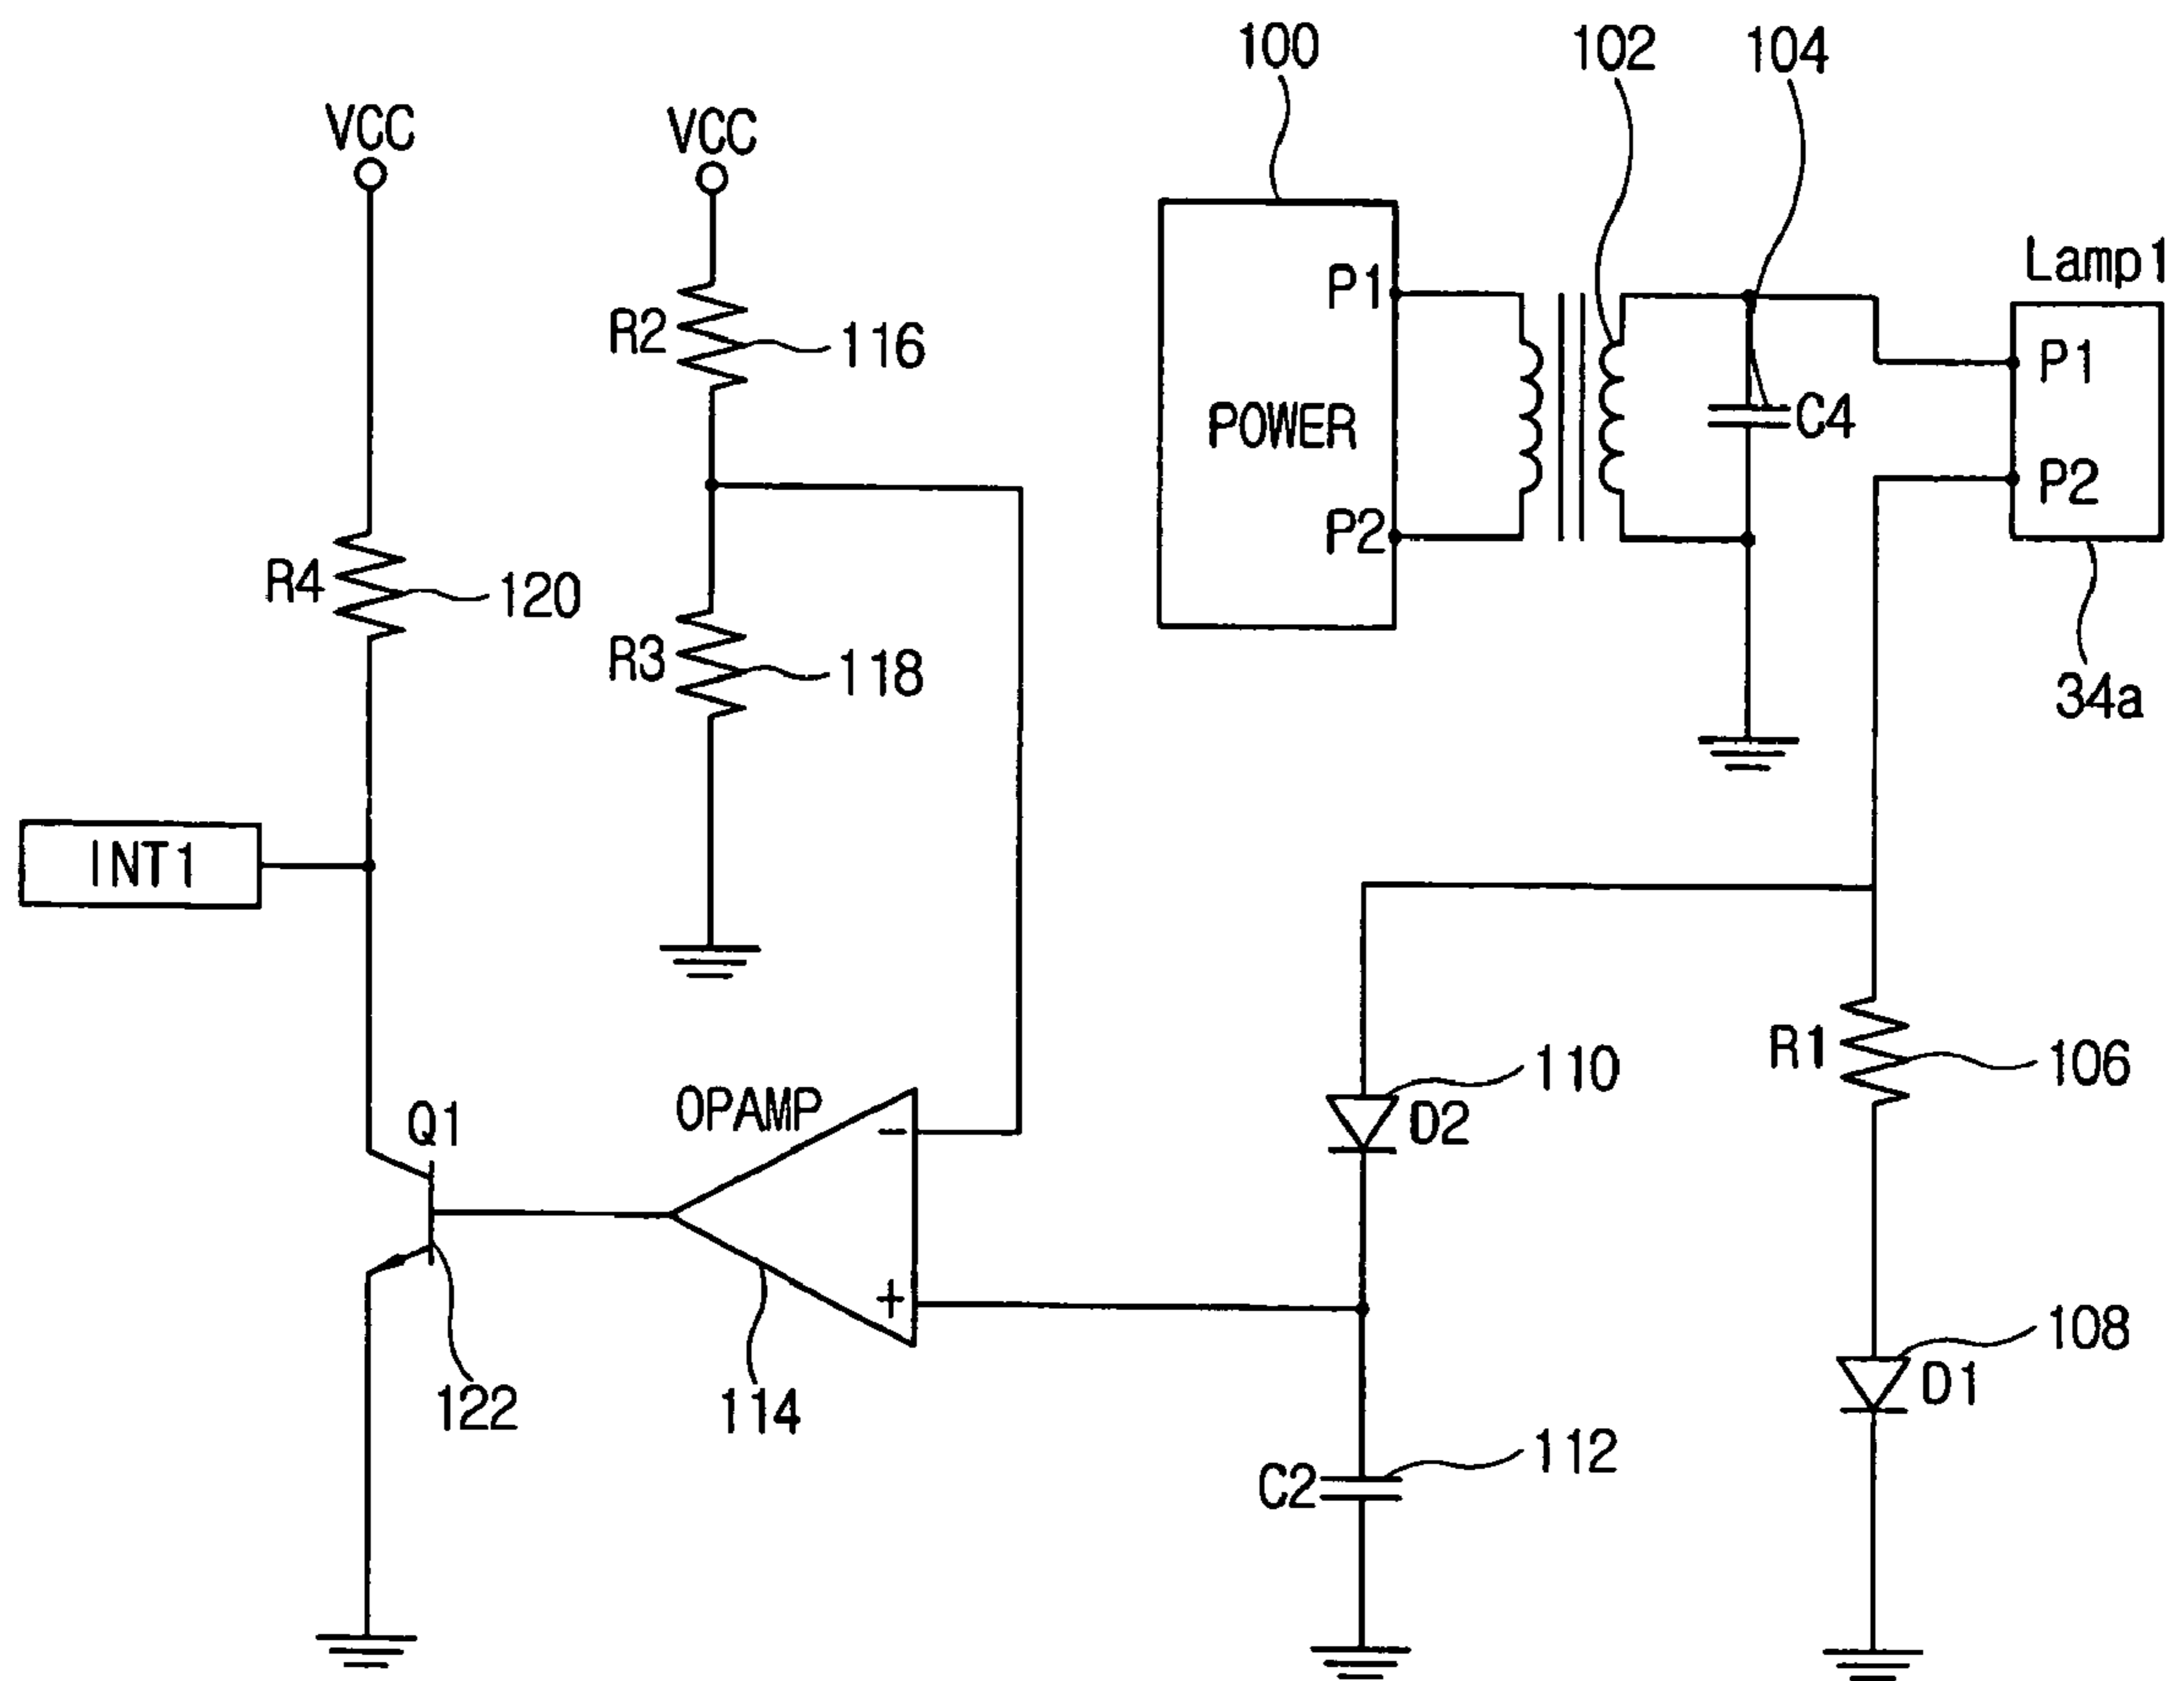 100
102
104
VCC
VCC
Lamp1
P1
R2
116
P1
POWER
C4
P2
P2
R4
120
R3
118
34a
INT1
R1
106
110
Q1
OPAMP
-
D2
+
108
D1
122
114
C2
112